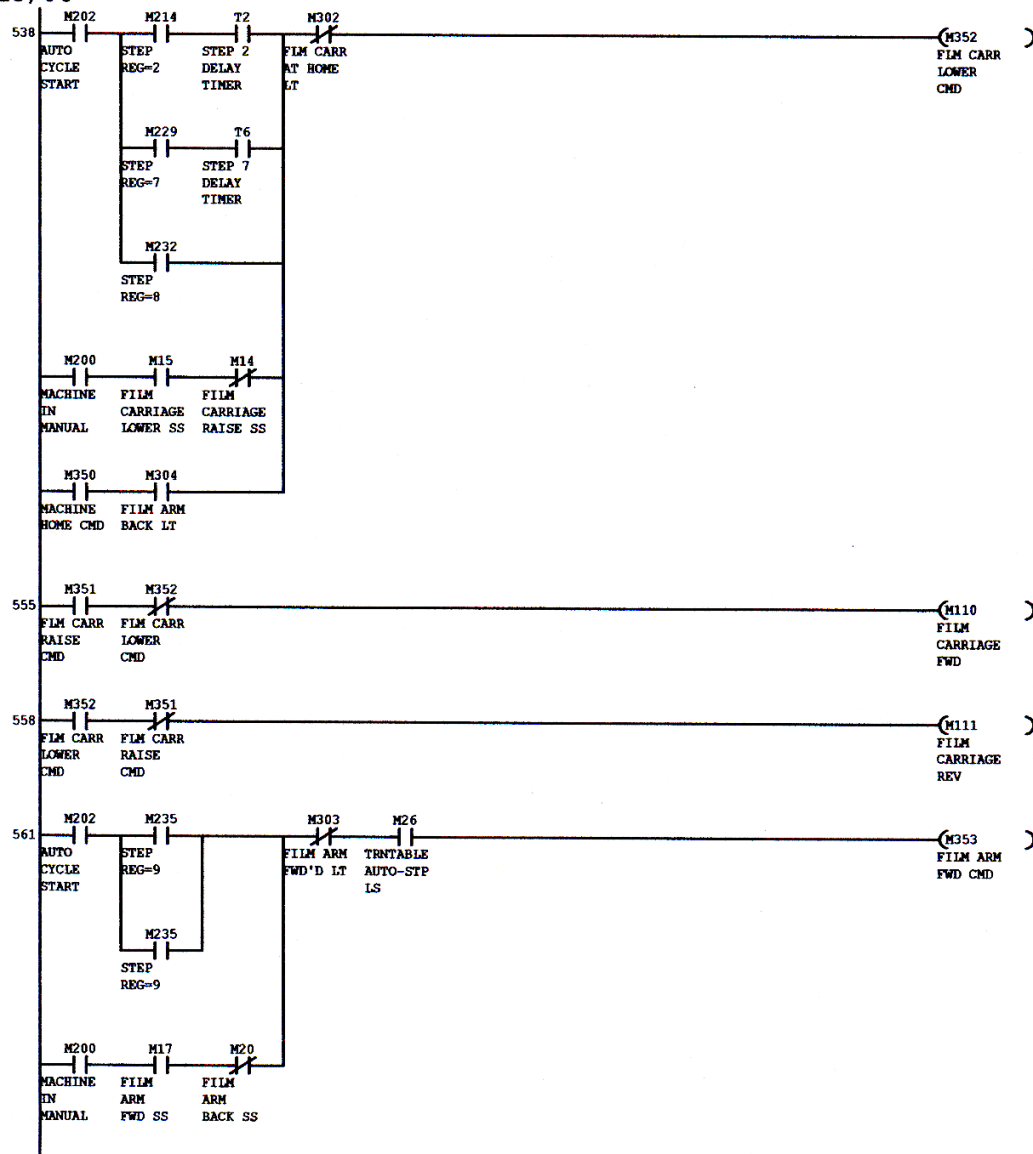 M202 M214 T2 M302
538 (M352 )
AUTO STEP STEP 2 FLM CARR FLM CARR
CYCLE REG=2 DELAY AT HOME LOWER
START TIMER LT CMD
M229 T6
STEP STEP 7
REG=7 DELAY
TIMER
M232
STEP
REG=8
M200 M15 M14
MACHINE FILM FILM
IN CARRIAGE CARRIAGE
MANUAL LOWER SS RAISE SS
M350 M304
MACHINE FILM ARM
HOME CMD BACK LT
M351 M352
555 (M110 )
FLM CARR FLM CARR FILM
RAISE LOWER CARRIAGE
CMD CMD FWD
M352 M351
558 (M111 )
FLM CARR FLM CARR FILM
LOWER RAISE CARRIAGE
CMD CMD REV
M202 M235 M303 M26
561 (M353 )
AUTO STEP FILM ARM TRNTABLE FILM ARM
CYCLE REG=9 FWD'D LT AUTO-STP FWD CMD
START LS
M235
STEP
REG=9
M200 M17 M20
MACHINE FILM FILM
IN ARM ARM
MANUAL FWD SS BACK SS